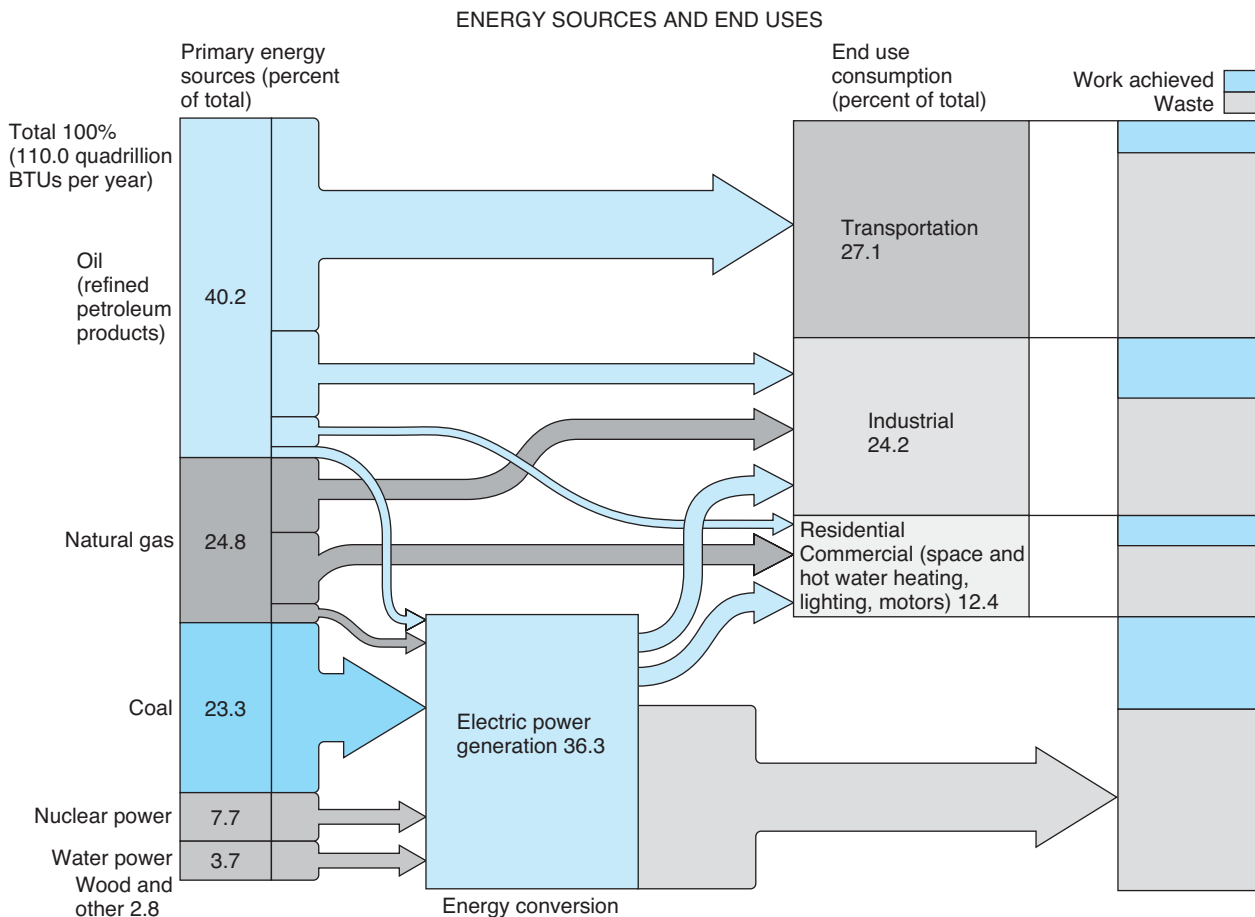 ENERGY SOURCES AND END USES
Primary energy
sources (percent
of total)
End use
consumption
(percent of total)
Work achieved
Waste
Total 100%
(110.0 quadrillion
BTUs per year)
Oil
(refined
petroleum
products)
40.2
Transportation
27.1
Industrial
24.2
Natural gas
24.8
Residential
Commercial (space and
hot water heating,
lighting, motors) 12.4
Coal
23.3
Electric power
generation 36.3
Nuclear power
7.7
Water power
3.7
Wood and
other 2.8
Energy conversion